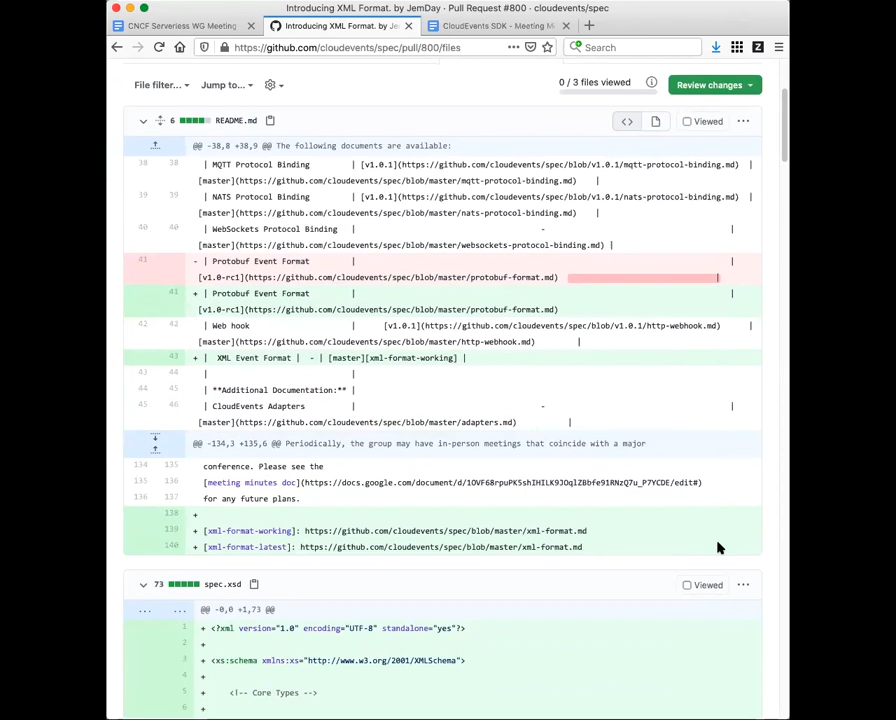 Introducing XML Format. by JemDay · Pull Request #800 · cloudevents/spec
CNCF Serverless WG Meeting
Introducing XML Format. by Je
CloudEvents SDK - Meeting M
https://github.com/cloudevents/spec/pull/800/files
Search
File filter...
Jump to...
0 / 3 files viewed
Review changes
6 README.md
Viewed
@@ -38,8 +38,9 @@ The following documents are available:
38 38 | MQTT Protocol Binding | [v1.0.1](https://github.com/cloudevents/spec/blob/v1.0.1/mqtt-protocol-binding.md) |
[master](https://github.com/cloudevents/spec/blob/master/mqtt-protocol-binding.md) |
39 39 | NATS Protocol Binding | [v1.0.1](https://github.com/cloudevents/spec/blob/v1.0.1/nats-protocol-binding.md) |
[master](https://github.com/cloudevents/spec/blob/master/nats-protocol-binding.md) |
40 40 | WebSockets Protocol Binding | - |
[master](https://github.com/cloudevents/spec/blob/master/websockets-protocol-binding.md) |
41 - | Protobuf Event Format | |
[v1.0-rc1](https://github.com/cloudevents/spec/blob/master/protobuf-format.md) |
41 + | Protobuf Event Format | |
[v1.0-rc1](https://github.com/cloudevents/spec/blob/master/protobuf-format.md)
42 42 | Web hook | [v1.0.1](https://github.com/cloudevents/spec/blob/v1.0.1/http-webhook.md) |
[master](https://github.com/cloudevents/spec/blob/master/http-webhook.md) |
43 + | XML Event Format | - | [master][xml-format-working] |
43 44 | |
44 45 | **Additional Documentation:** |
45 46 | CloudEvents Adapters | - |
[master](https://github.com/cloudevents/spec/blob/master/adapters.md) |
@@ -134,3 +135,6 @@ Periodically, the group may have in-person meetings that coincide with a major
134 135 conference. Please see the
135 136 [meeting minutes doc](https://docs.google.com/document/d/1OVF68rpuPK5shIHILK9JOqlZBbfe91RNzQ7u_P7YCDE/edit#)
136 137 for any future plans.
138 +
139 + [xml-format-working]: https://github.com/cloudevents/spec/blob/master/xml-format.md
140 + [xml-format-latest]: https://github.com/cloudevents/spec/blob/master/xml-format.md
73 spec.xsd
Viewed
... ... @@ -0,0 +1,73 @@
1 + <?xml version="1.0" encoding="UTF-8" standalone="yes"?>
2 +
3 + <xs:schema xmlns:xs="http://www.w3.org/2001/XMLSchema">
4 +
5 + <!-- Core Types -->
6 +